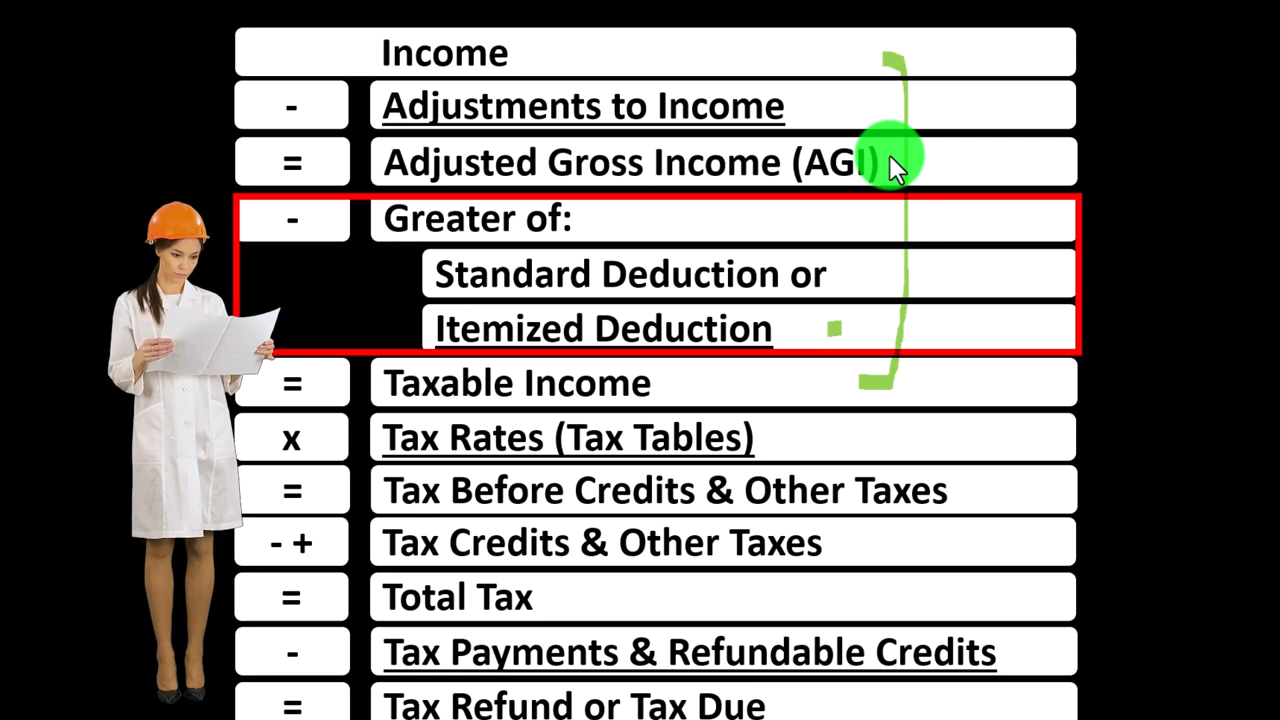 Income
- Adjustments to Income
= Adjusted Gross Income (AGI)
- Greater of:
Standard Deduction or
Itemized Deduction
= Taxable Income
x Tax Rates (Tax Tables)
= Tax Before Credits & Other Taxes
- + Tax Credits & Other Taxes
= Total Tax
- Tax Payments & Refundable Credits
= Tax Refund or Tax Due